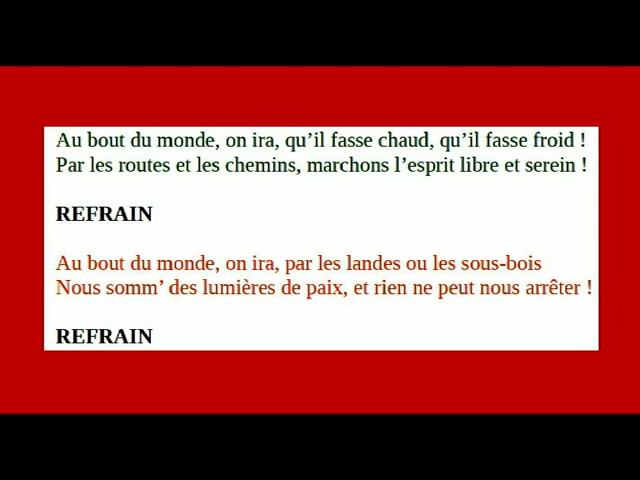 Au bout du monde, on ira, qu’il fasse chaud, qu’il fasse froid !
Par les routes et les chemins, marchons l’esprit libre et serein !
REFRAIN
Au bout du monde, on ira, par les landes ou les sous-bois
Nous somm’ des lumières de paix, et rien ne peut nous arrêter !
REFRAIN